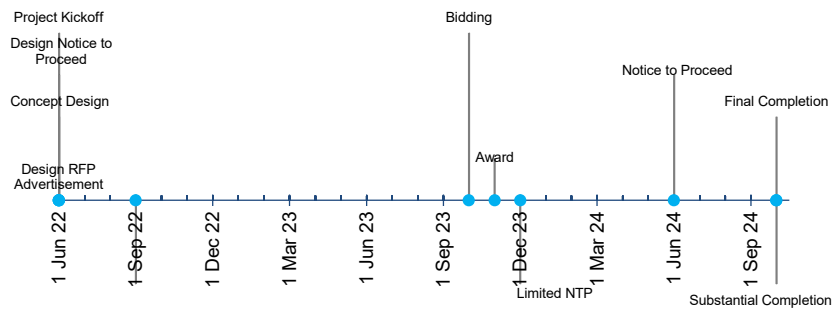 Project Kickoff
Design Notice to
Proceed
Concept Design
Design RFP
Advertisement
Bidding
Award
Notice to Proceed
Final Completion
1 Jun 22
1 Sep 22
1 Dec 22
1 Mar 23
1 Jun 23
1 Sep 23
1 Dec 23
1 Mar 24
1 Jun 24
1 Sep 24
Limited NTP
Substantial Completion